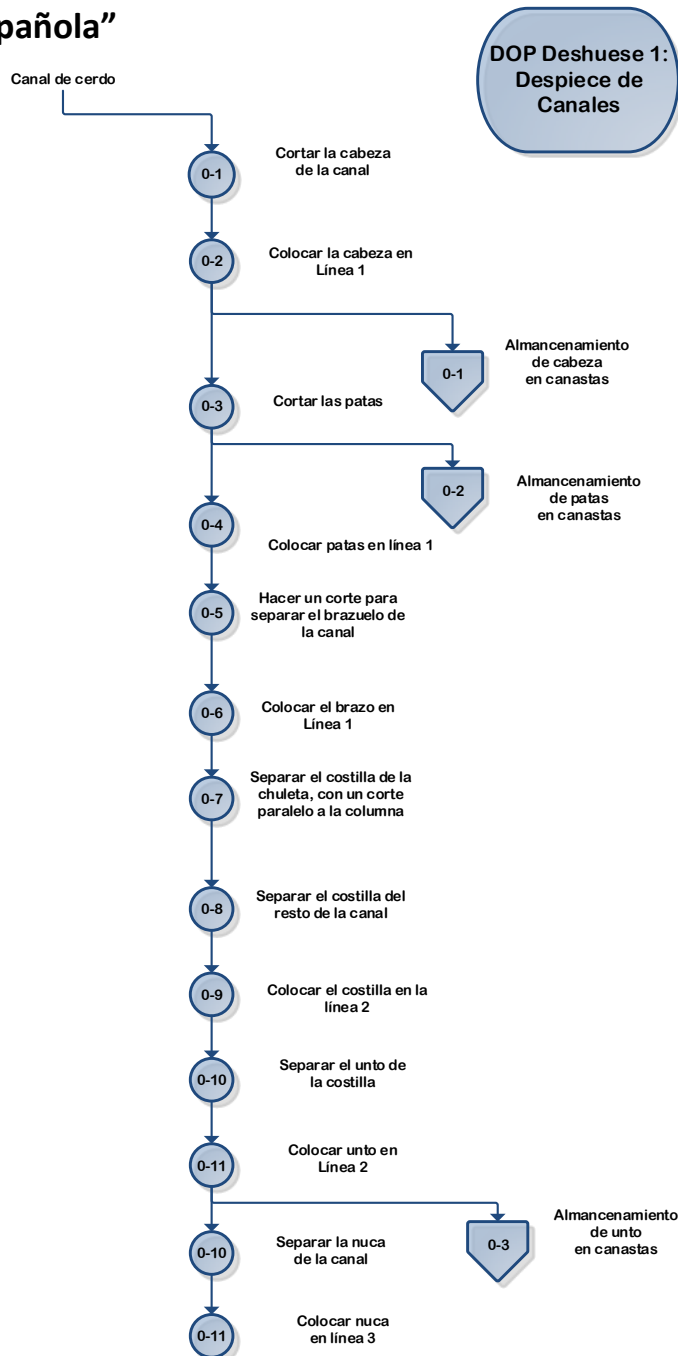 pañola”
DOP Deshuese 1:
Despiece de
Canales
Canal de cerdo
0-1
Cortar la cabeza
de la canal
0-2
Colocar la cabeza en
Línea 1
0-1
Almancenamiento
de cabeza
en canastas
0-3
Cortar las patas
0-2
Almancenamiento
de patas
en canastas
0-4
Colocar patas en línea 1
0-5
Hacer un corte para
separar el brazuelo de
la canal
0-6
Colocar el brazo en
Línea 1
0-7
Separar el costilla de la
chuleta, con un corte
paralelo a la columna
0-8
Separar el costilla del
resto de la canal
0-9
Colocar el costilla en la
línea 2
0-10
Separar el unto de
la costilla
0-11
Colocar unto en
Línea 2
0-10
Separar la nuca
de la canal
0-3
Almancenamiento
de unto
en canastas
0-11
Colocar nuca
en línea 3